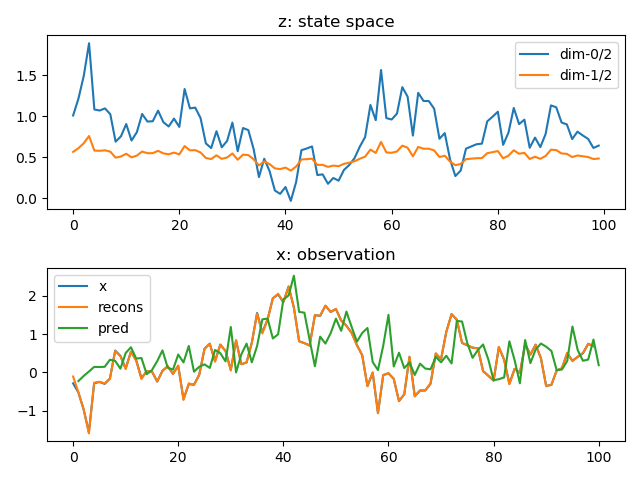 z: state space
1.5
1.0
0.5
0.0
dim-0/2
dim-1/2
0 20 40 60 80 100
x: observation
2
1
0
−1
x
recons
pred
0 20 40 60 80 100